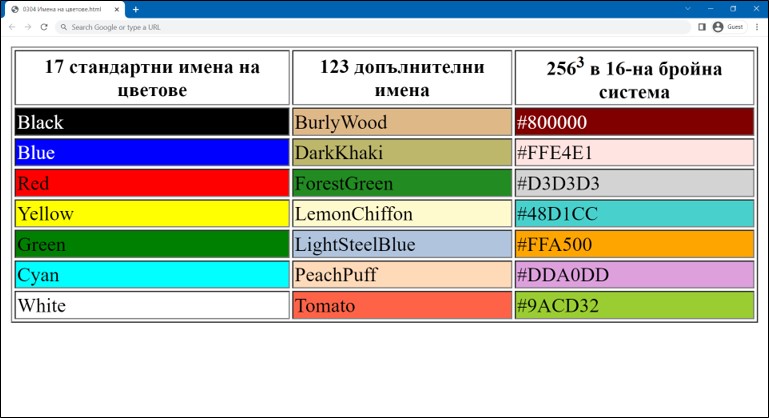 0304 Имена на цветове.html
Search Google or type a URL
Guest
17 стандартни имена на
цветове
123 допълнителни
имена
256³ в 16-на бройна
система
Black
BurlyWood
#800000
Blue
DarkKhaki
#FFE4E1
Red
ForestGreen
#D3D3D3
Yellow
LemonChiffon
#48D1CC
Green
LightSteelBlue
#FFA500
Cyan
PeachPuff
#DDA0DD
White
Tomato
#9ACD32